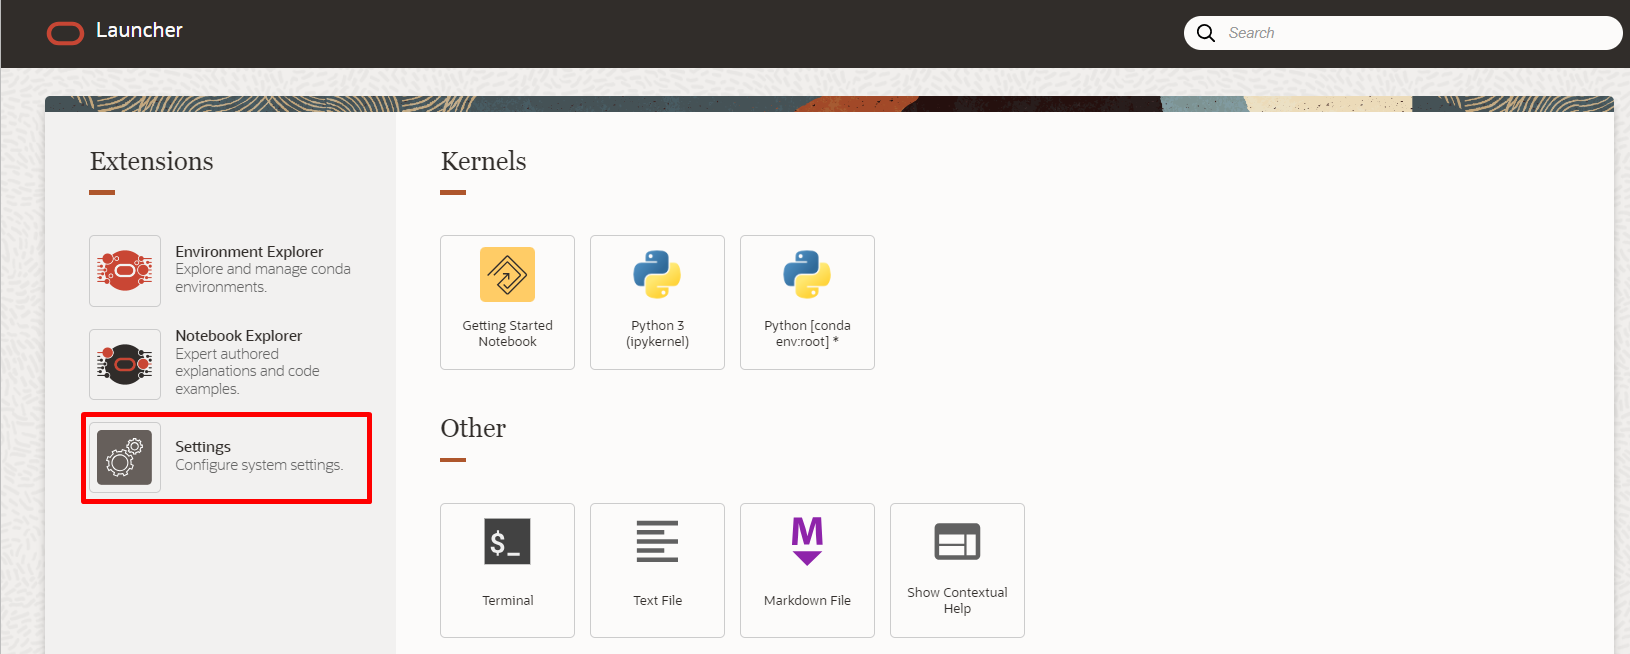 Launcher
Search
Extensions
Environment Explorer
Explore and manage conda
environments.
Notebook Explorer
Expert authored
explanations and code
examples.
Settings
Configure system settings.
Kernels
Getting Started
Notebook
Python 3
(ipykernel)
Python [conda
env:root] *
Other
$_
Terminal
Text File
M
Markdown File
Show Contextual
Help